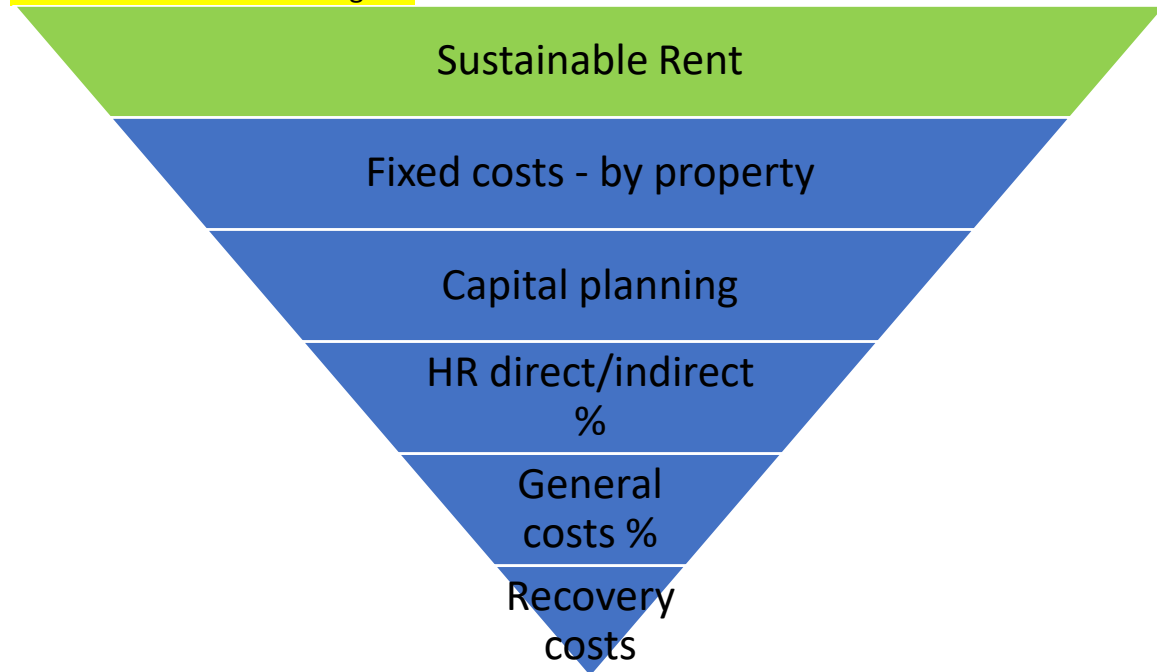 Sustainable Rent
Fixed costs - by property
Capital planning
HR direct/indirect
%
General
costs %
Recovery
costs